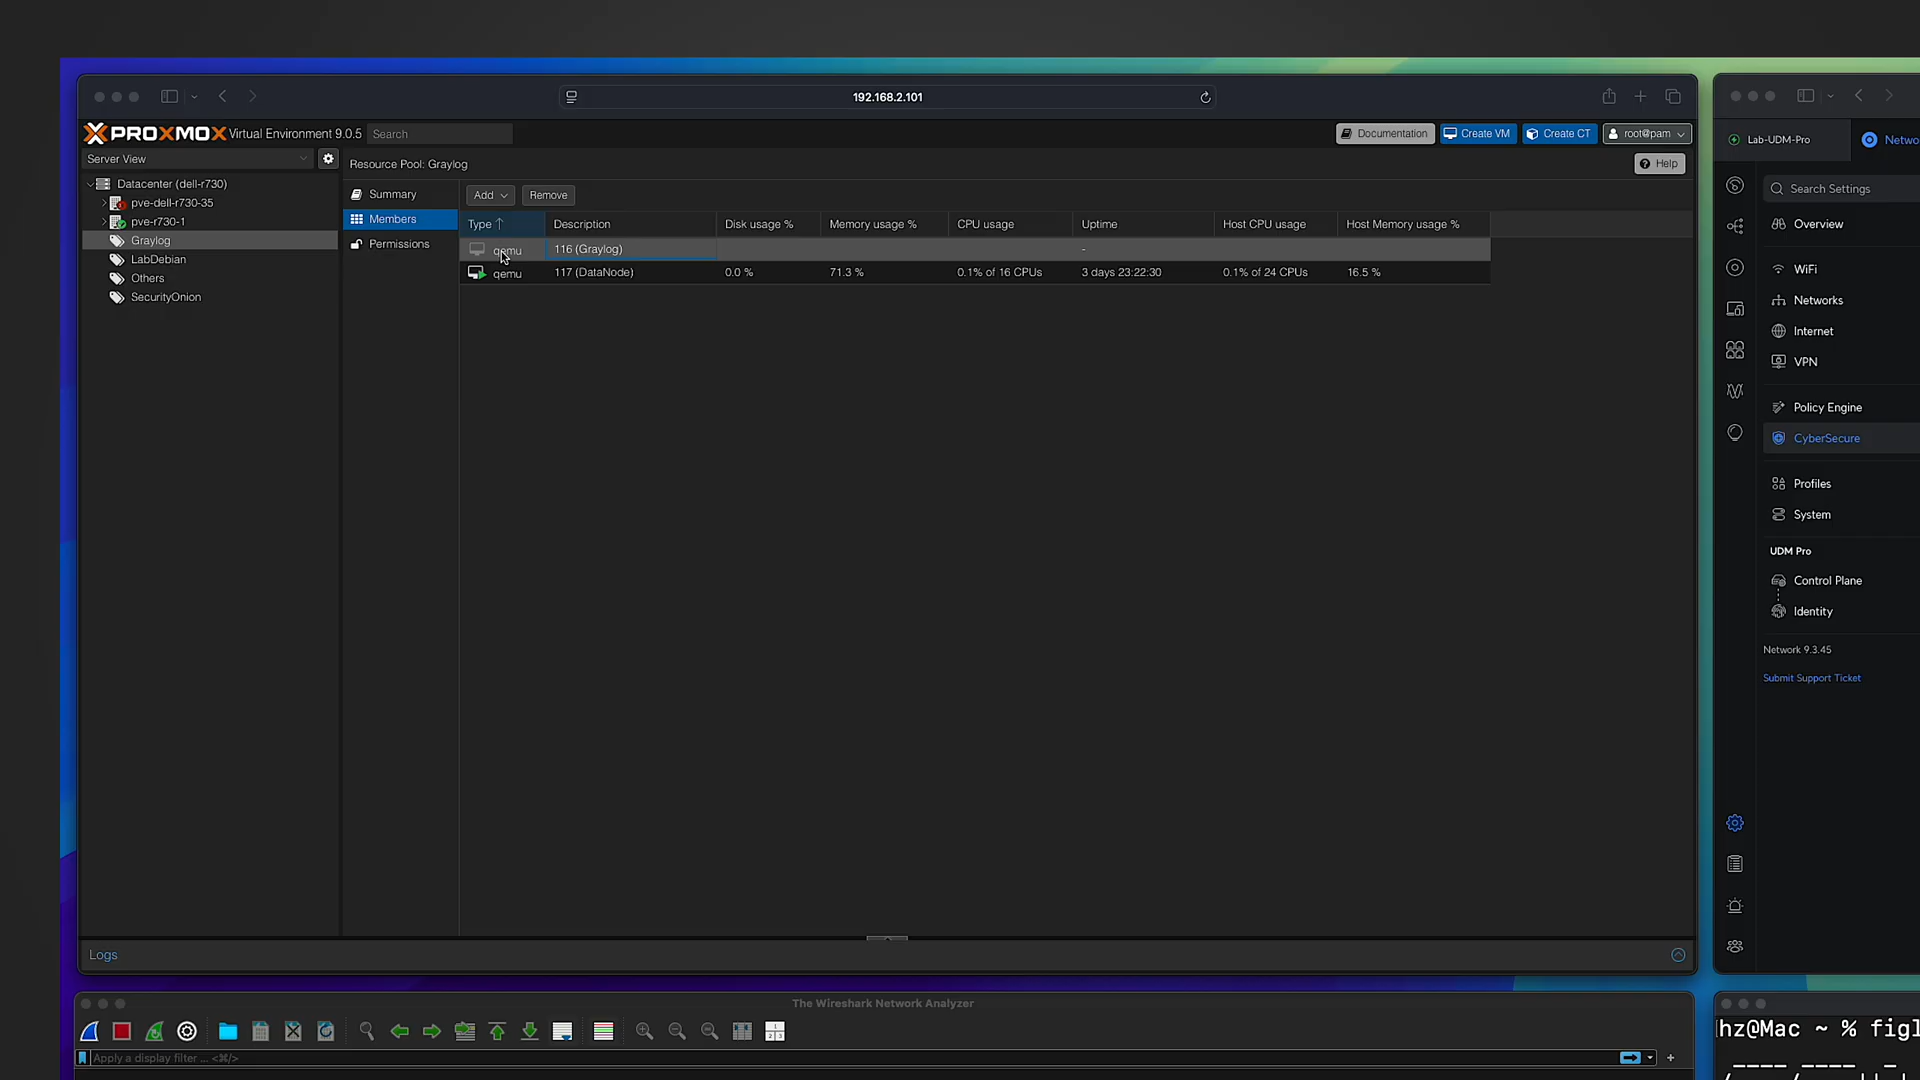 192.168.2.101
PROXMOX Virtual Environment 9.0.5 Search
Documentation Create VM Create CT root@pam
Server View
Resource Pool: Graylog
Help
Datacenter (dell-r730)
pve-dell-r730-35
pve-r730-1
Graylog
LabDebian
Others
SecurityOnion
Summary
Members
Permissions
Add Remove
Type Description Disk usage % Memory usage % CPU usage Uptime Host CPU usage Host Memory usage %
qemu 116 (Graylog) -
qemu 117 (DataNode) 0.0 % 71.3 % 0.1% of 16 CPUs 3 days 23:22:30 0.1% of 24 CPUs 16.5 %
Logs
Lab-UDM-Pro Netwo
Search Settings
Overview
WiFi
Networks
Internet
VPN
Policy Engine
CyberSecure
Profiles
System
UDM Pro
Control Plane
Identity
Network 9.3.45
Submit Support Ticket
The Wireshark Network Analyzer
Apply a display filter ... <⌘/>
hz@Mac ~ % figl